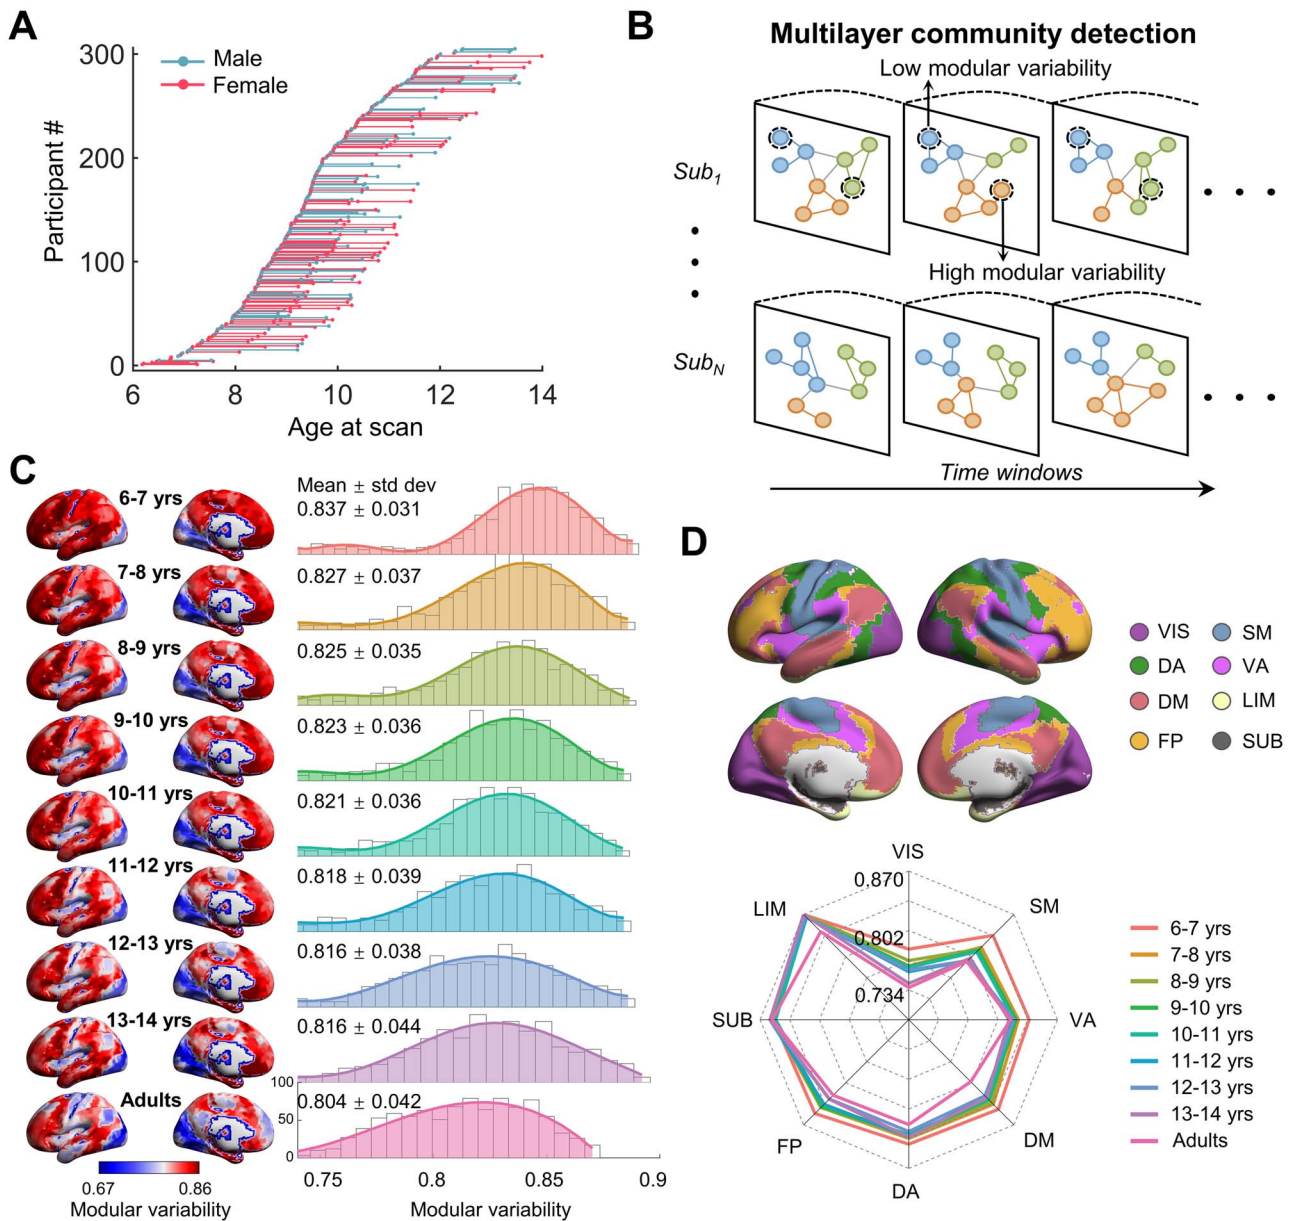 A
300
200
100
0
Participant #
Male
Female
6
8
10
12
14
Age at scan
B
Multilayer community detection
Low modular variability
Sub1
High modular variability
SubN
Time windows
C
6-7 yrs
7-8 yrs
8-9 yrs
9-10 yrs
10-11 yrs
11-12 yrs
12-13 yrs
13-14 yrs
Adults
0.67
0.86
Modular variability
Mean ± std dev
0.837 ± 0.031
0.827 ± 0.037
0.825 ± 0.035
0.823 ± 0.036
0.821 ± 0.036
0.818 ± 0.039
0.816 ± 0.038
0.816 ± 0.044
0.804 ± 0.042
100
50
0
0.75
0.8
0.85
0.9
Modular variability
D
VIS
SM
DA
VA
DM
LIM
FP
SUB
VIS
0.870
0.802
0.734
SM
VA
DM
DA
FP
SUB
LIM
6-7 yrs
7-8 yrs
8-9 yrs
9-10 yrs
10-11 yrs
11-12 yrs
12-13 yrs
13-14 yrs
Adults